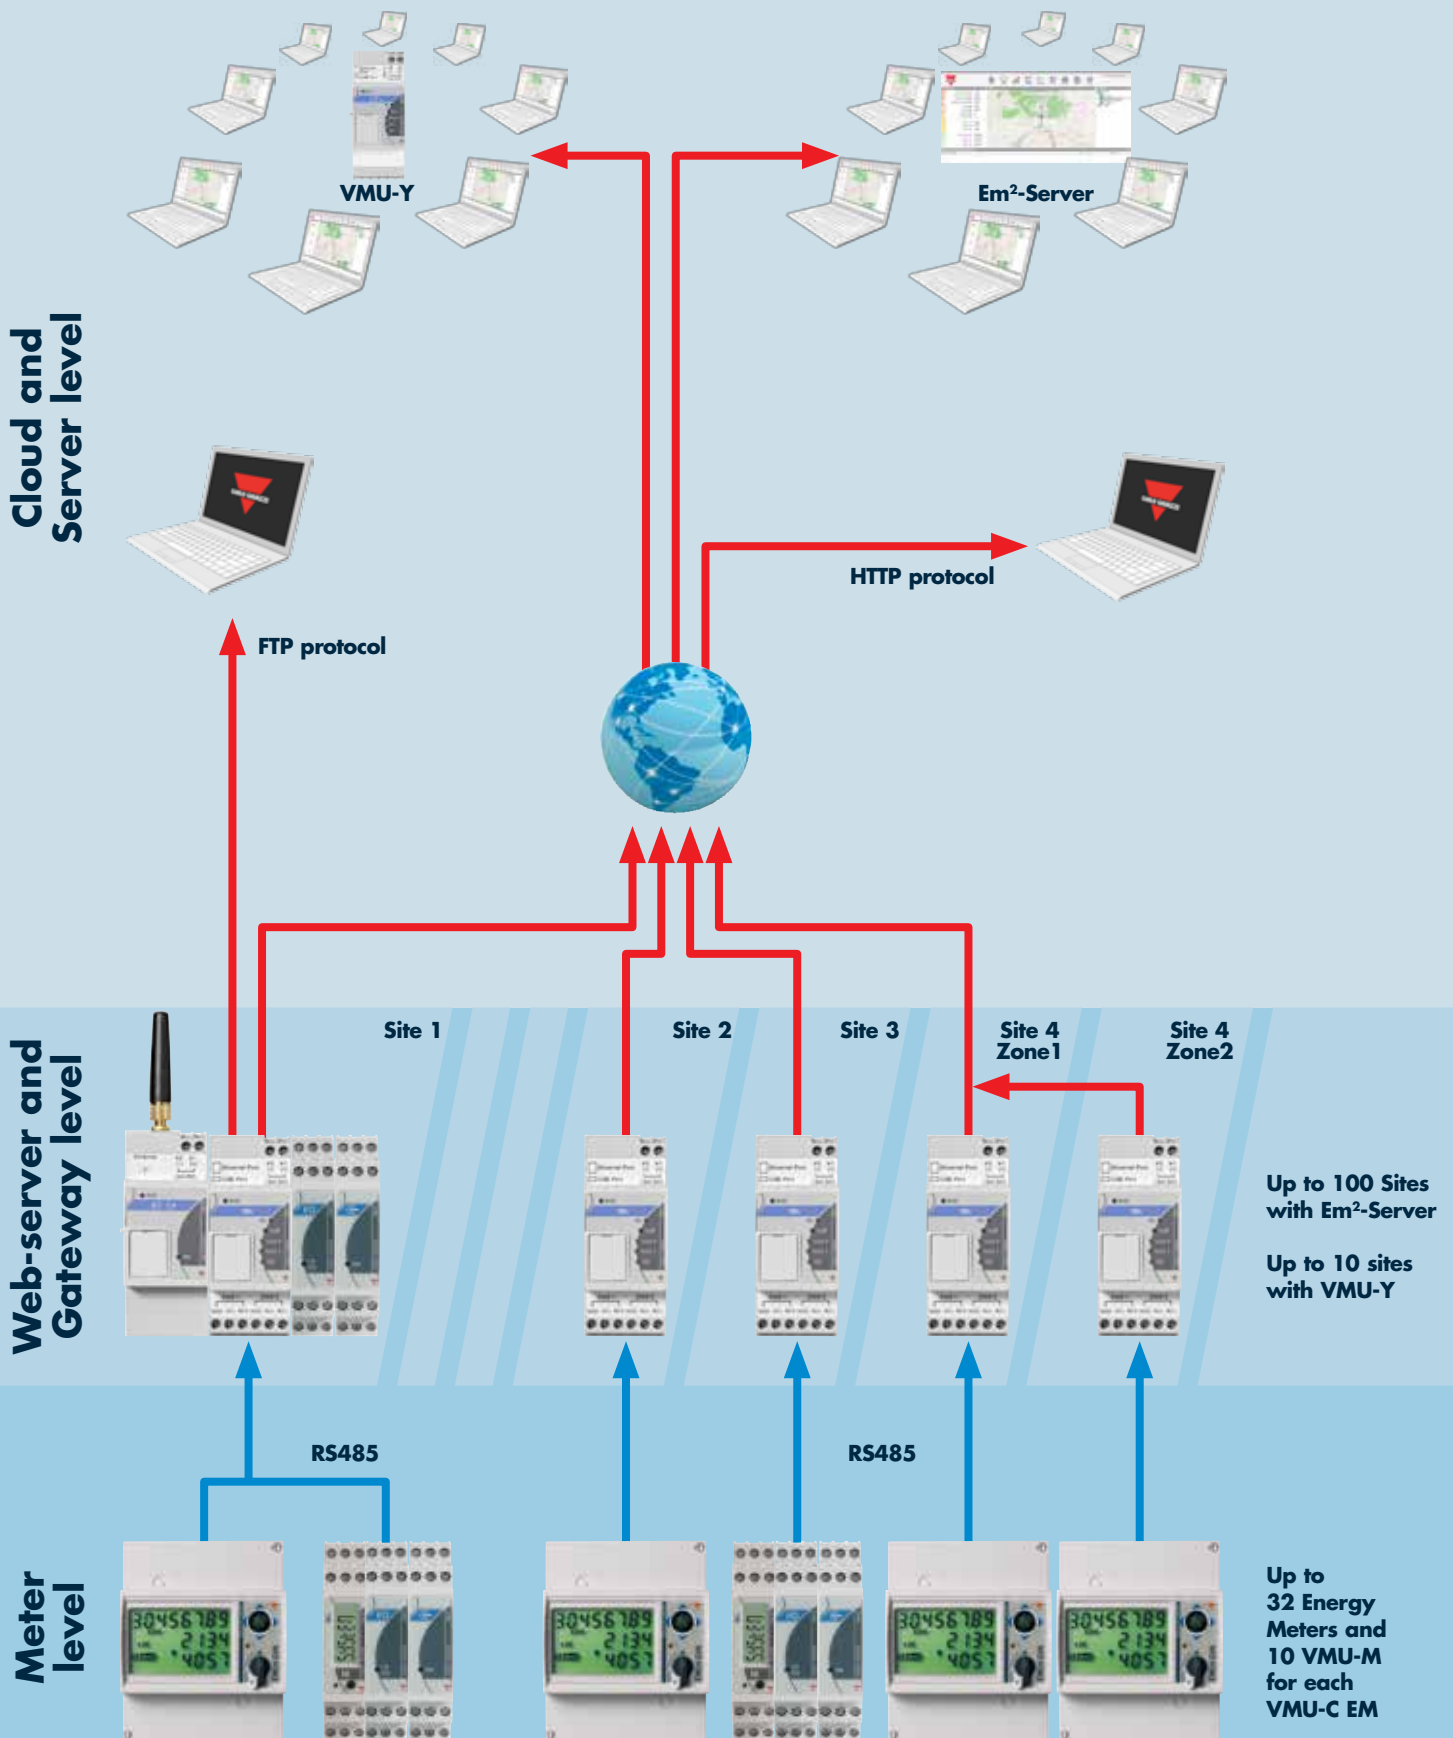 VMU-Y
Em²-Server
Cloud and
Server level
HTTP protocol
FTP protocol
Web-server and
Gateway level
Site 1
Site 2
Site 3
Site 4
Zone1
Site 4
Zone2
Up to 100 Sites
with Em²-Server
Up to 10 sites
with VMU-Y
RS485
RS485
Meter
level
Up to
32 Energy
Meters and
10 VMU-M
for each
VMU-C EM